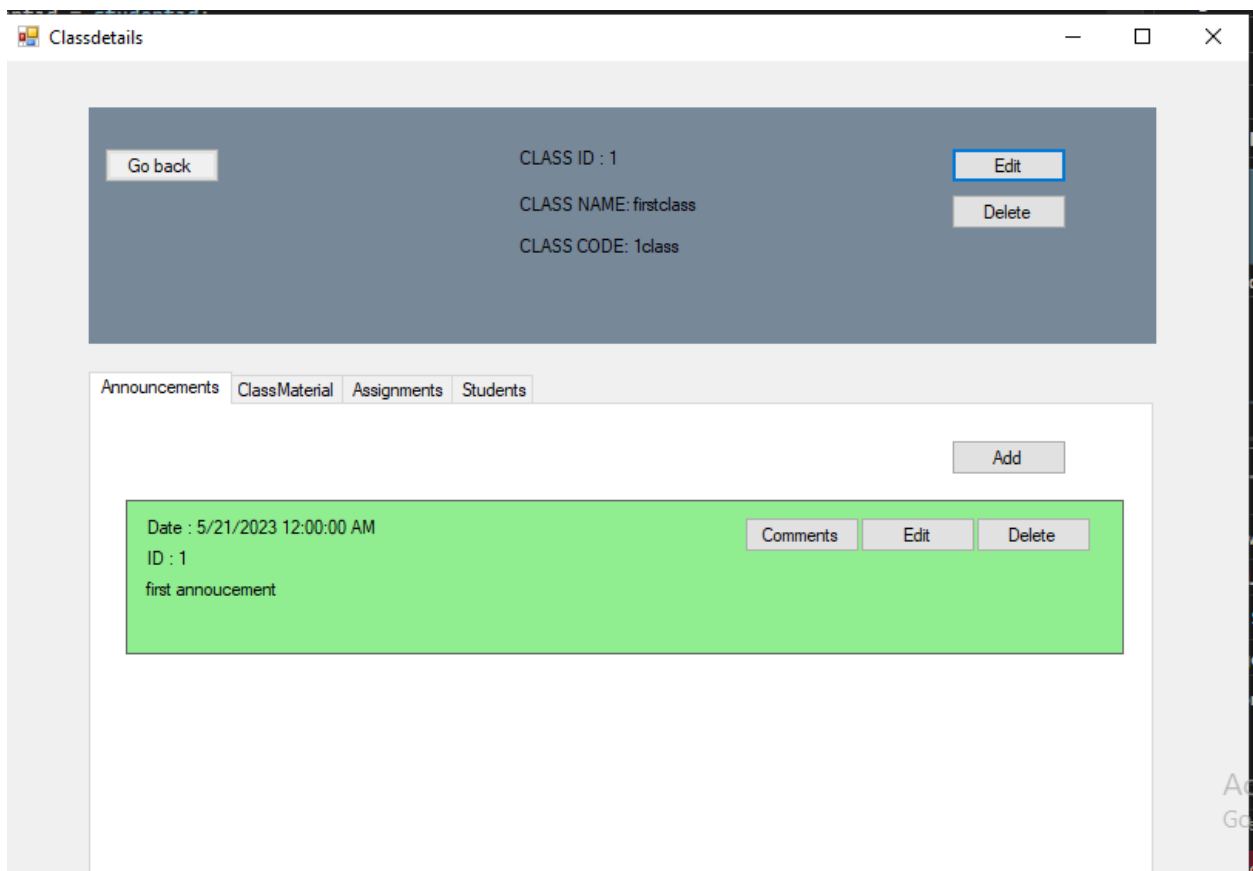 Classdetails
Go back
CLASS ID : 1
Edit
CLASS NAME: firstclass
Delete
CLASS CODE: 1class
Announcements ClassMaterial Assignments Students
Add
Date : 5/21/2023 12:00:00 AM
Comments Edit Delete
ID : 1
first annoucement